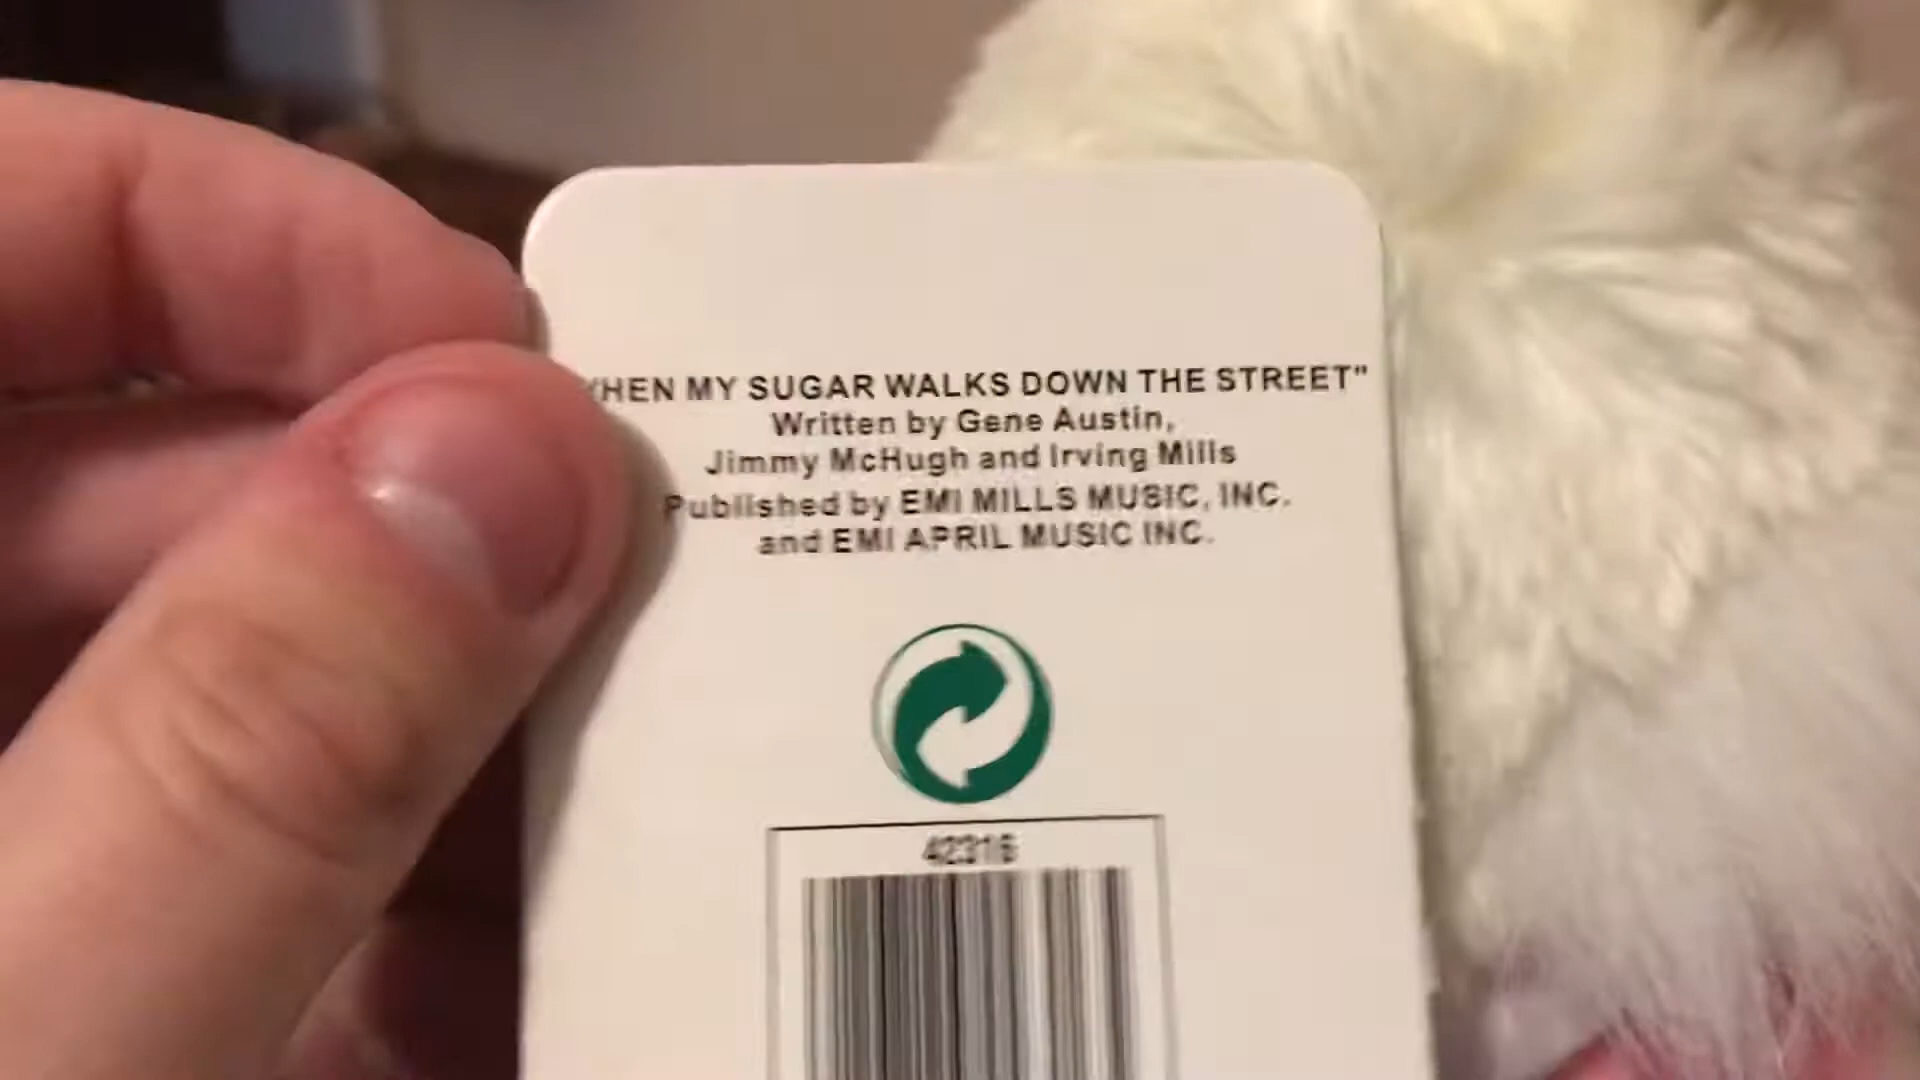 HEN MY SUGAR WALKS DOWN THE STREET"
Written by Gene Austin,
Jimmy McHugh and Irving Mills
Published by EMI MILLS MUSIC, INC.
and EMI APRIL MUSIC INC.
42316